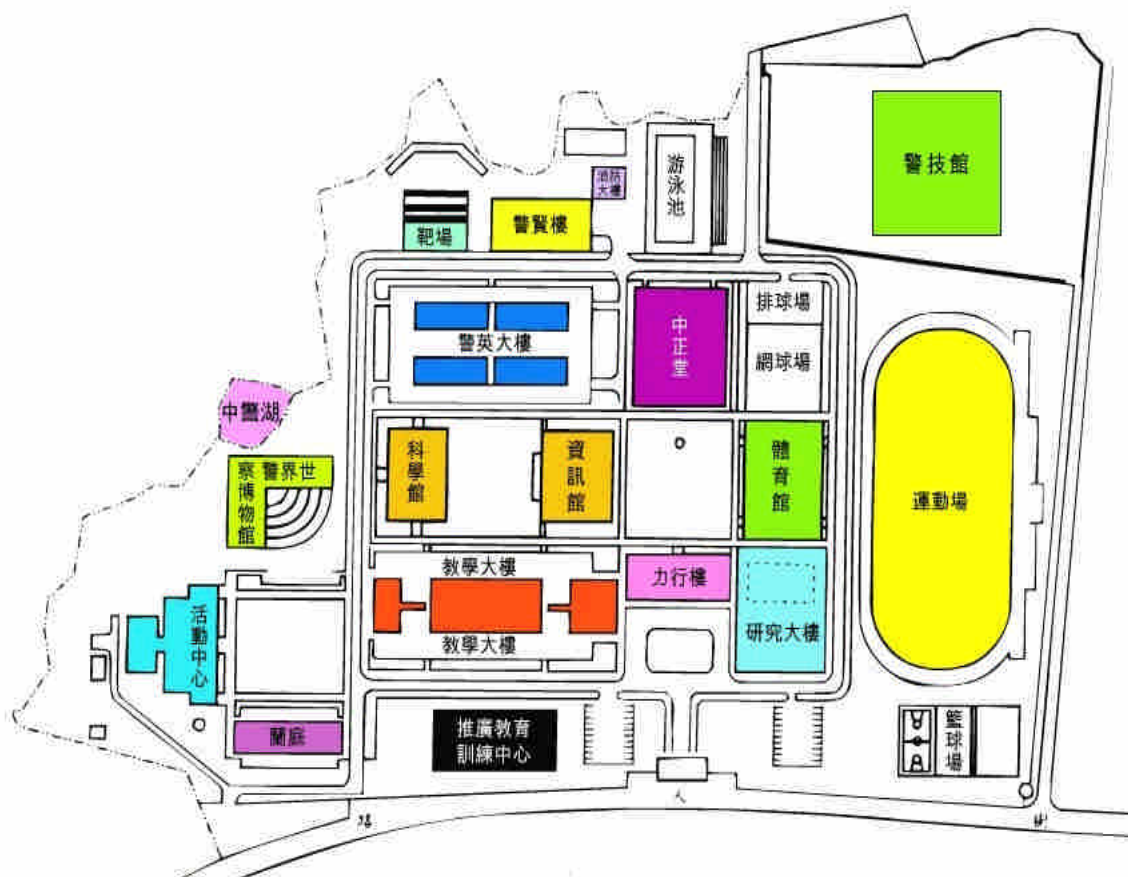 警技館
游泳池
消防
大樓
警賢樓
靶場
排球場
中正堂
警英大樓
網球場
中警湖
科學館
資訊館
體育館
世界警察博物館
運動場
教學大樓
力行樓
活動中心
研究大樓
教學大樓
蘭庭
推廣教育
訓練中心
籃球場
人